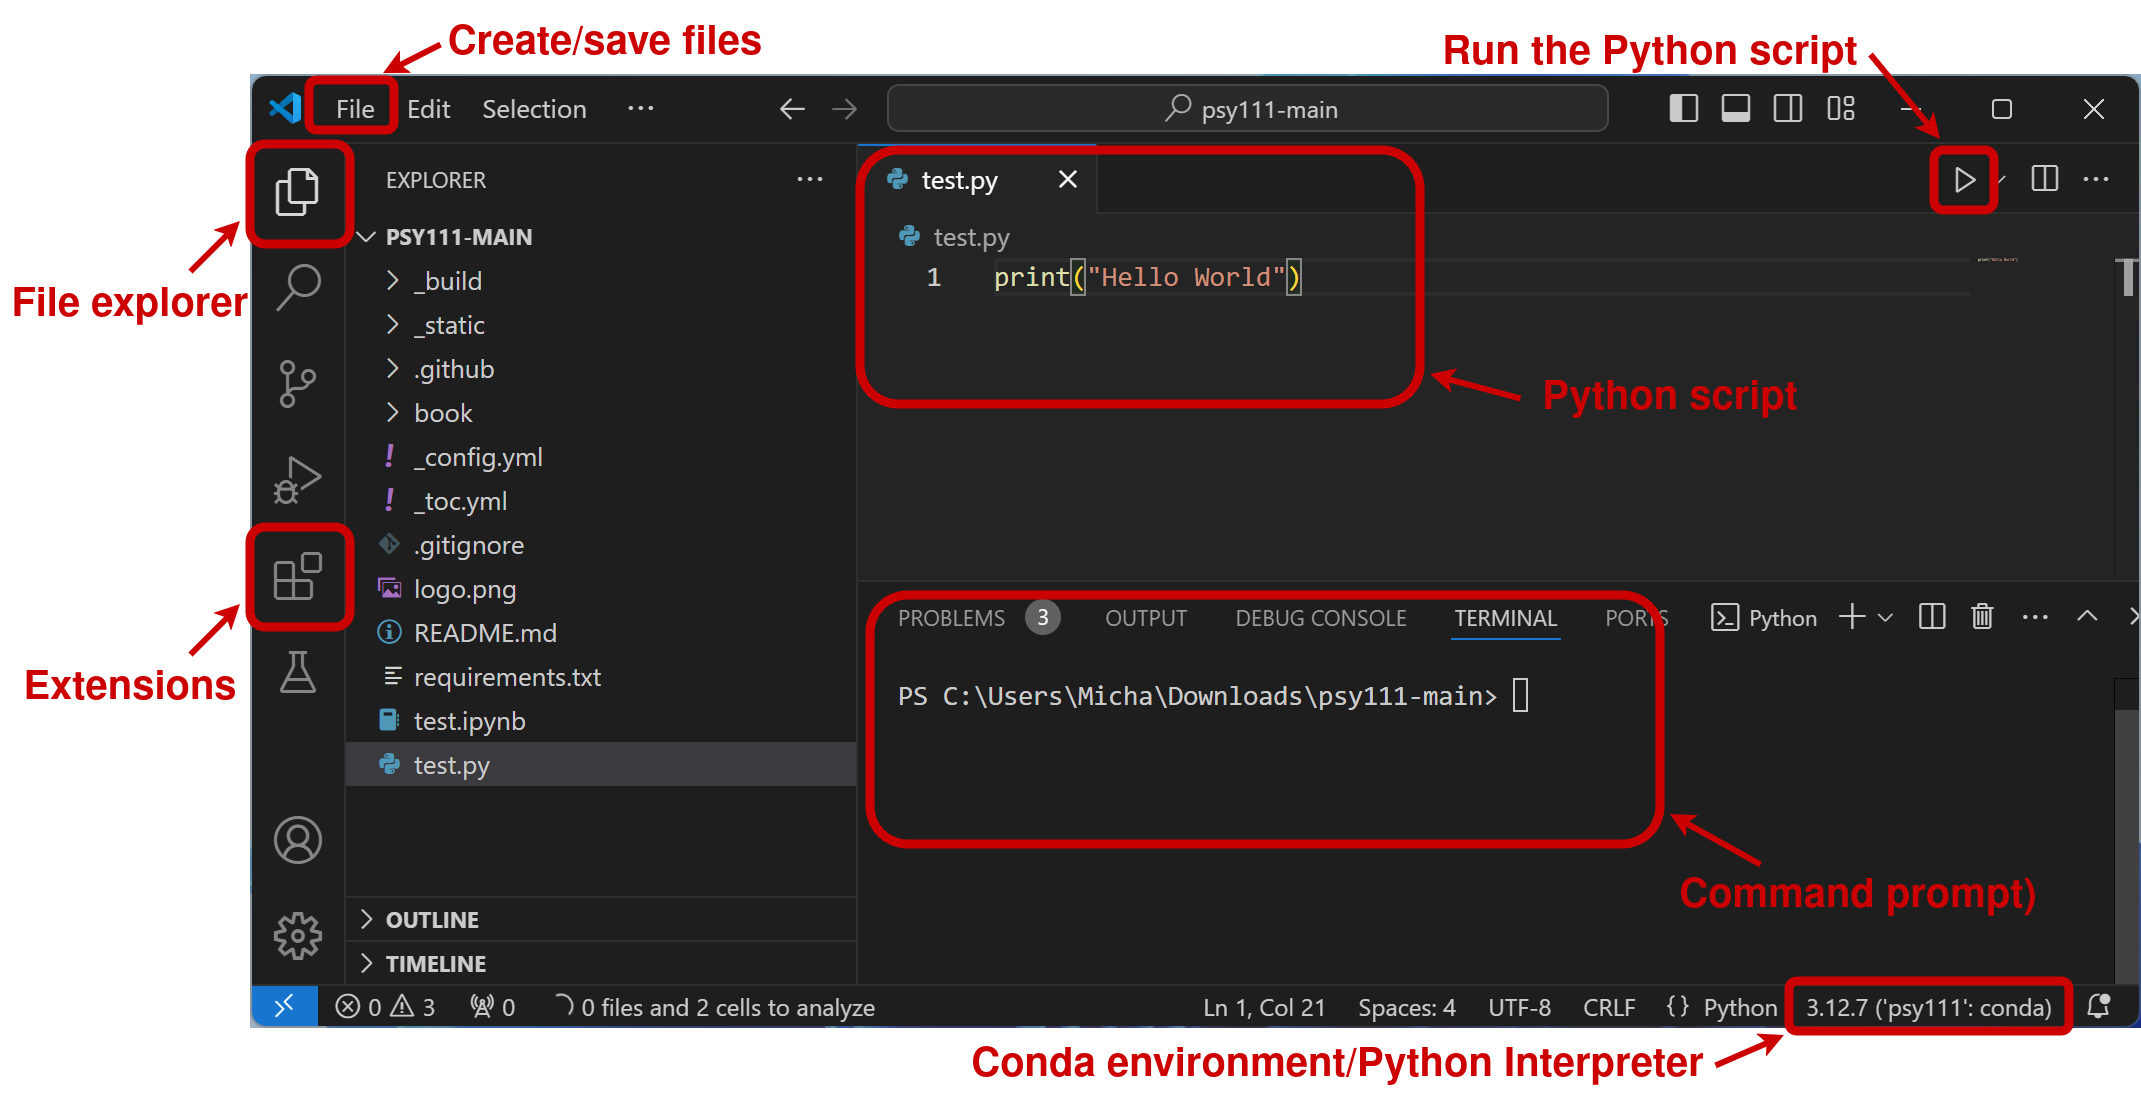 Create/save files
Run the Python script
File Edit Selection ···
psy111-main
File explorer
Extensions
EXPLORER ···
PSY111-MAIN
_build
_static
.github
book
! _config.yml
! _toc.yml
.gitignore
logo.png
README.md
requirements.txt
test.ipynb
test.py
OUTLINE
TIMELINE
test.py
test.py
1 print("Hello World")
Python script
PROBLEMS 3 OUTPUT DEBUG CONSOLE TERMINAL PORTS Python
PS C:\Users\Micha\Downloads\psy111-main>
Command prompt)
0 3 0 0 files and 2 cells to analyze Ln 1, Col 21 Spaces: 4 UTF-8 CRLF {} Python 3.12.7 ('psy111': conda)
Conda environment/Python Interpreter